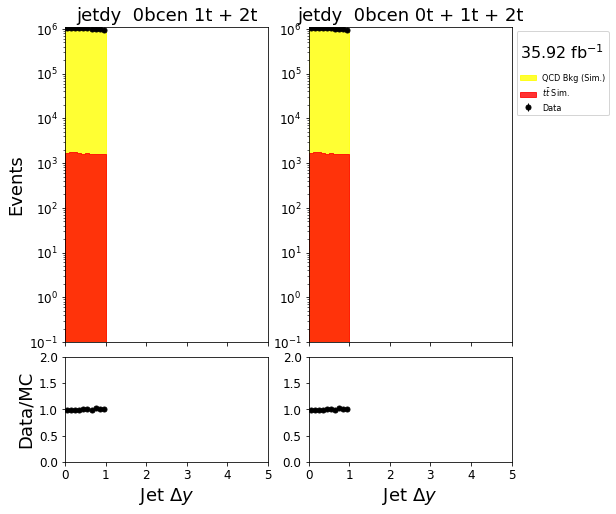 jetdy 0bcen 1t + 2t
jetdy 0bcen 0t + 1t + 2t
10⁶
10⁵
10⁴
10³
10²
10¹
10⁰
10⁻¹
Events
10⁶
10⁵
10⁴
10³
10²
10¹
10⁰
10⁻¹
35.92 fb⁻¹
QCD Bkg (Sim.)
tt̄ Sim.
Data
2.0
1.5
1.0
0.5
0.0
Data/MC
0 1 2 3 4 5
Jet Δy
2.0
1.5
1.0
0.5
0.0
0 1 2 3 4 5
Jet Δy